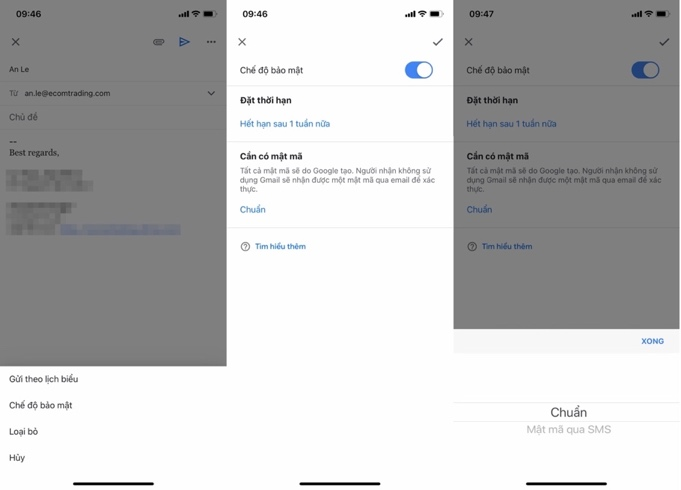 09:46
An Le
Từ an.le@ecomtrading.com
Chủ đề
--
Best regards,
Gửi theo lịch biểu
Chế độ bảo mật
Loại bỏ
Hủy
09:46
Chế độ bảo mật
Đặt thời hạn
Hết hạn sau 1 tuần nữa
Cần có mật mã
Tất cả mật mã sẽ do Google tạo. Người nhận không sử
dụng Gmail sẽ nhận được một mật mã qua email để xác
thực.
Chuẩn
Tìm hiểu thêm
09:47
Chế độ bảo mật
Đặt thời hạn
Hết hạn sau 1 tuần nữa
Cần có mật mã
Tất cả mật mã sẽ do Google tạo. Người nhận không sử
dụng Gmail sẽ nhận được một mật mã qua email để xác
thực.
Chuẩn
Tìm hiểu thêm
XONG
Chuẩn
Mật mã qua SMS